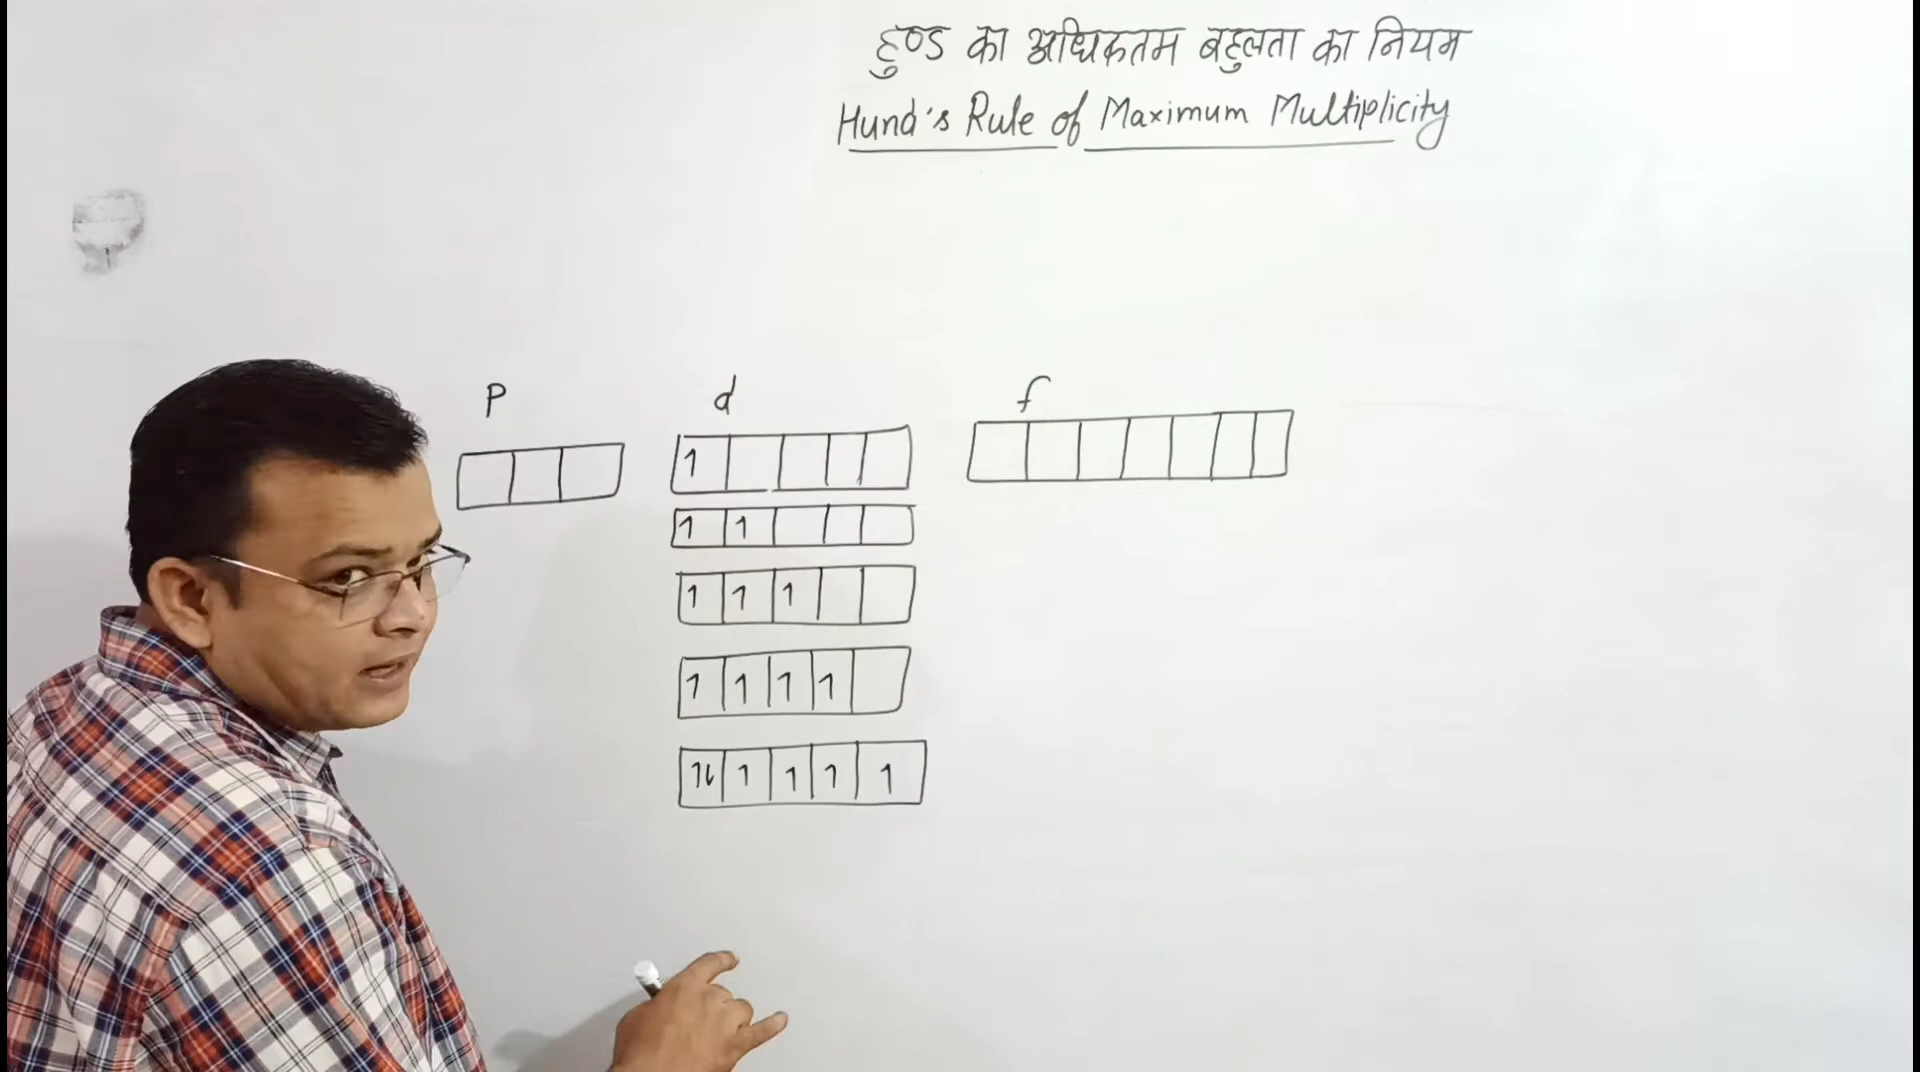 हुण्ड का अधिकतम बहुलता का नियम
Hund's Rule of Maximum Multiplicity
P d f
1
1 1
1 1 1
1 1 1 1
1L 1 1 1 1